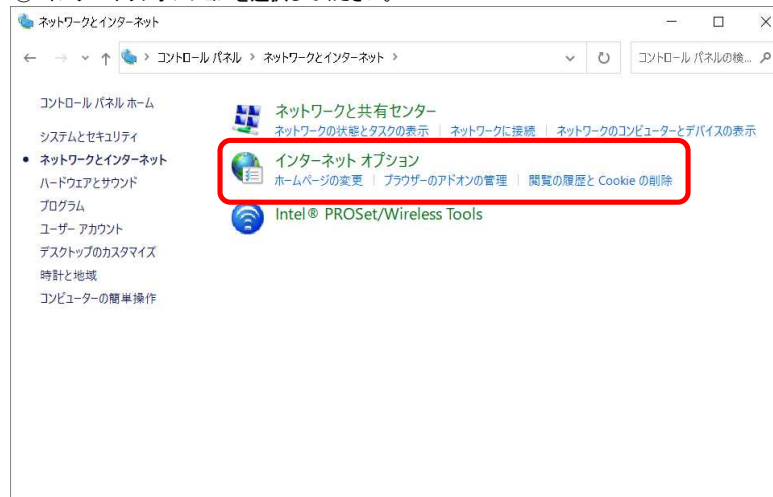 ネットワークとインターネット
コントロール パネル > ネットワークとインターネット >
コントロール パネルの検...
コントロール パネル ホーム
システムとセキュリティ
ネットワークとインターネット
ハードウェアとサウンド
プログラム
ユーザー アカウント
デスクトップのカスタマイズ
時計と地域
コンピューターの簡単操作
ネットワークと共有センター
ネットワークの状態とタスクの表示 | ネットワークに接続 | ネットワークのコンピューターとデバイスの表示
インターネット オプション
ホームページの変更 | ブラウザーのアドオンの管理 | 閲覧の履歴と Cookie の削除
Intel® PROSet/Wireless Tools